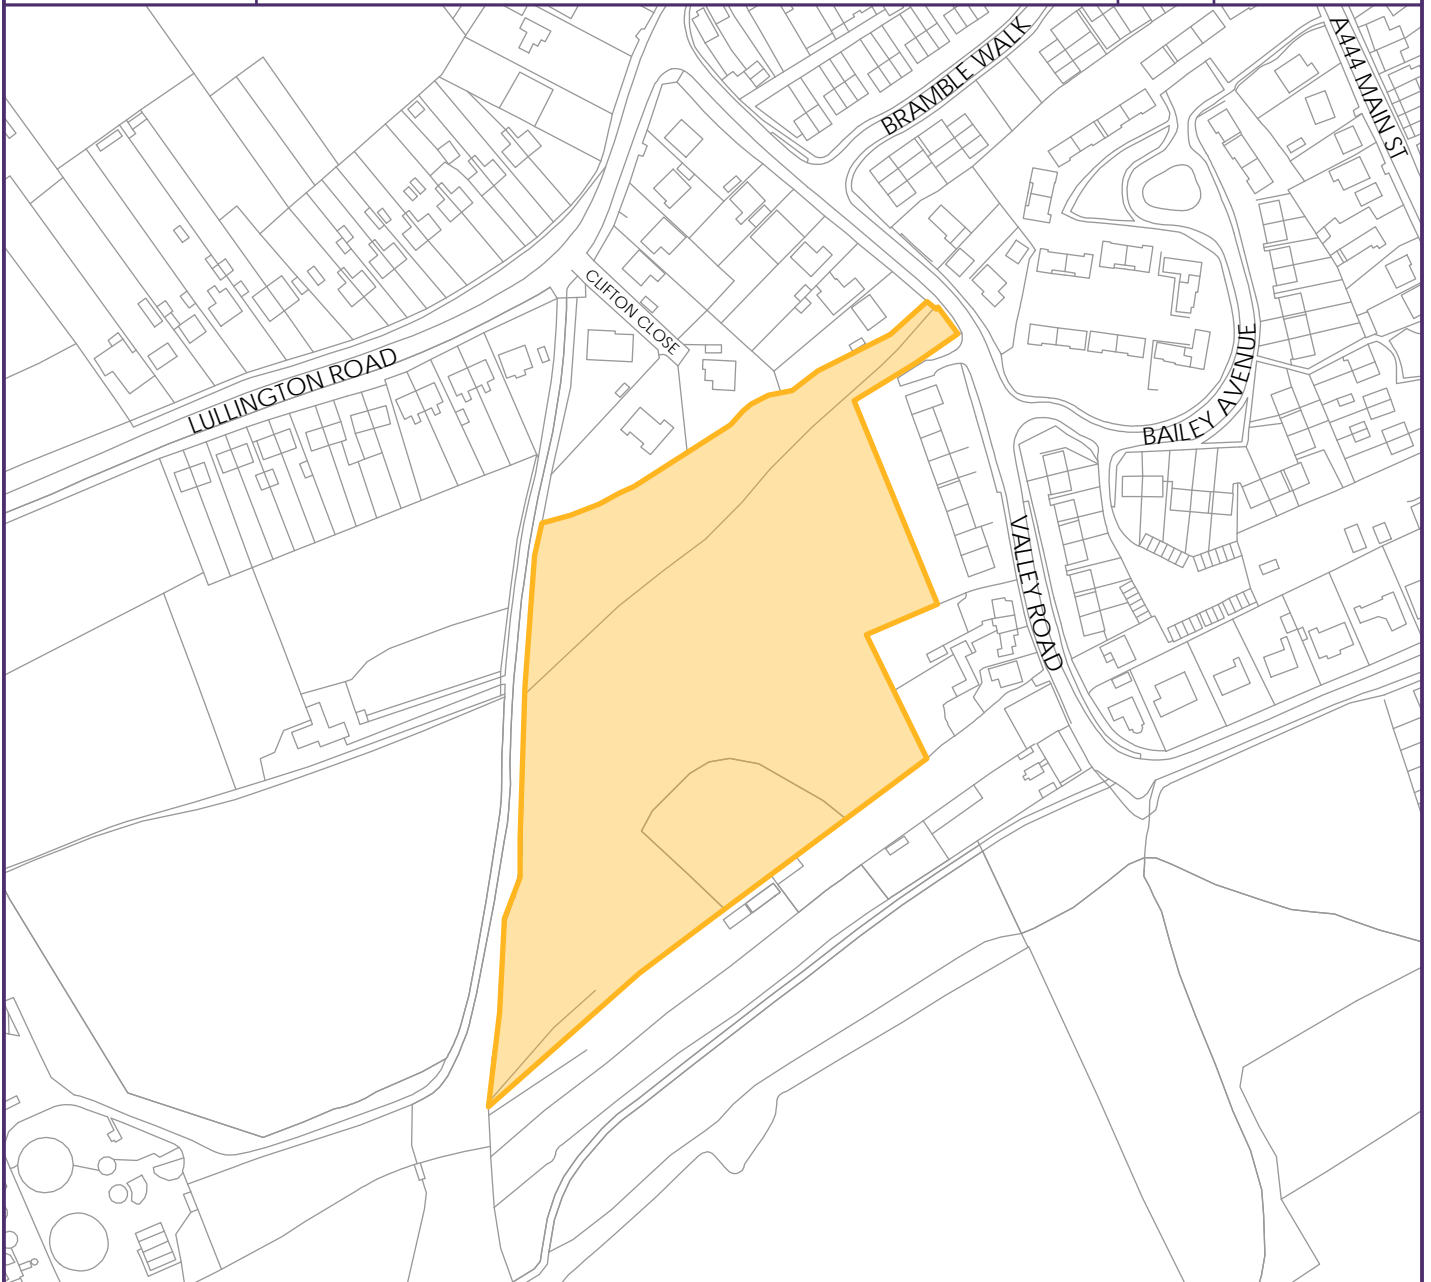 BRAMBLE WALK
A444 MAIN ST
CLIFTON CLOSE
LULLINGTON ROAD
BAILEY AVENUE
VALLEY ROAD